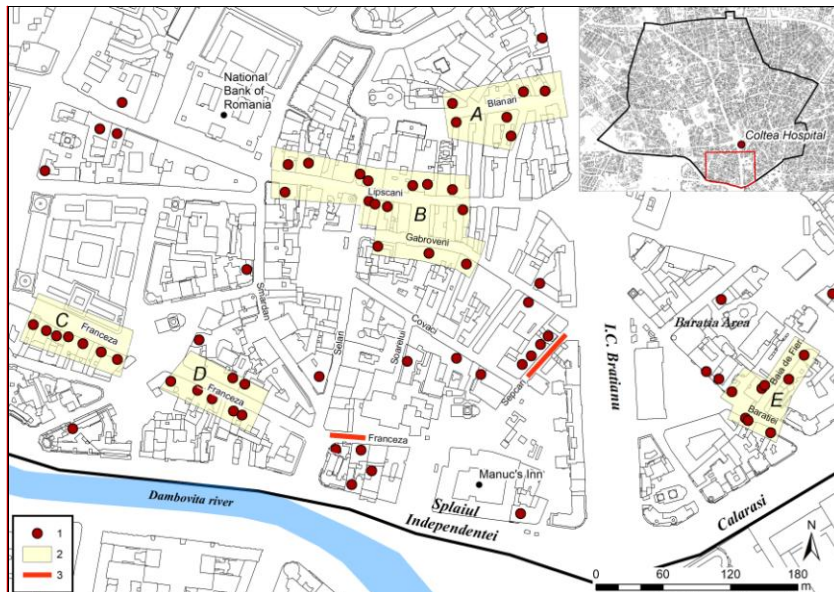 National
Bank of
Romania
A
Blanari
Coltea Hospital
Lipscani
B
Gabroveni
C
Franceza
Smardan
Selari
Soarelui
Covaci
Sepcari
I.C. Bratianu
Baratia Area
Baia de Fier
E
Baratiei
D
Franceza
Franceza
Manuc's Inn
Dambovita river
Splaiul
Independentei
Calarasi
N
1
2
3
0 60 120 180
m